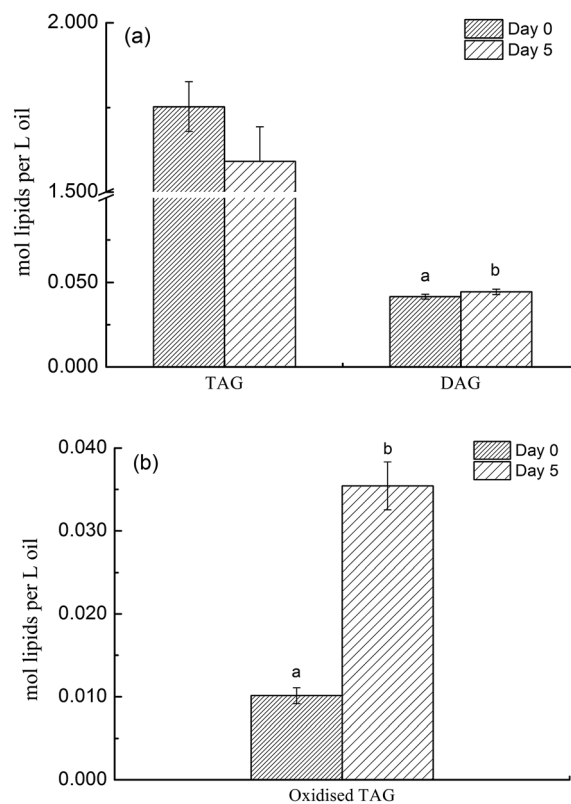 2.000
(a)
Day 0
Day 5
mol lipids per L oil
1.500
a
b
0.050
0.000
TAG
DAG
0.040
(b)
Day 0
Day 5
b
0.030
mol lipids per L oil
0.020
a
0.010
0.000
Oxidised TAG